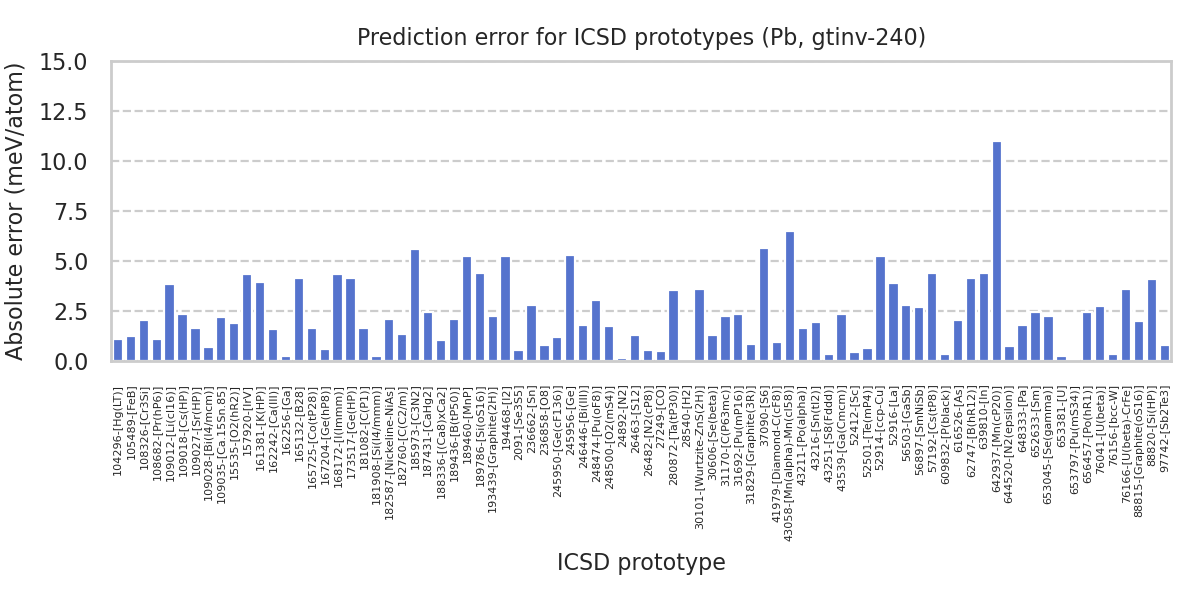 Prediction error for ICSD prototypes (Pb, gtinv-240)
Absolute error (meV/atom)
15.0
12.5
10.0
7.5
5.0
2.5
0.0
104296-[Hg(LT)]
105489-[FeB]
108326-[Cr3Si]
108682-[Pr(hP6)]
109012-[Li(cI16)]
109018-[Cs(HP)]
109027-[Sr(HP)]
109028-[Bi(I4/mcm)]
109035-[Ca.15Sn.85]
15535-[O2(hR2)]
157920-[IrV]
161381-[K(HP)]
162242-[Ca(III)]
162256-[Ga]
165132-[B28]
165725-[Co(tP28)]
167204-[Ge(hP8)]
168172-[I(Immm)]
173517-[Ge(HP)]
181082-[C(P1)]
181908-[Si(I4/mmm)]
182587-[Nickeline-NiAs]
182760-[C(C2/m)]
185973-[C3N2]
187431-[CaHg2]
188336-[(Ca8)xCa2]
189436-[B(tP50)]
189460-[MnP]
189786-[Si(oS16)]
193439-[Graphite(2H)]
194468-[I2]
2091-[Se3S5]
236662-[Sn]
236858-[O8]
245950-[Ge(cF136)]
245956-[Ge]
246446-[Bi(III)]
248474-[Pu(oF8)]
248500-[O2(mS4)]
24892-[N2]
26463-[S12]
26482-[N2(cP8)]
27249-[CO]
280872-[Ta(tP30)]
28540-[H2]
30101-[Wurtzite-ZnS(2H)]
30606-[Se(beta)]
31170-[C(P63mc)]
31692-[Pu(mP16)]
31829-[Graphite(3R)]
37090-[S6]
41979-[Diamond-C(cF8)]
43058-[Mn(alpha)-Mn(cI58)]
43211-[Po(alpha)]
43216-[Sn(tI2)]
43251-[S8(Fddd)]
43539-[Ga(Cmcm)]
52412-[Sc]
52501-[Te(mP4)]
52914-[ccp-Cu]
52916-[La]
56503-[GaSb]
56897-[SmNiSb]
57192-[Cs(tP8)]
609832-[P(black)]
616526-[As]
62747-[B(hR12)]
639810-[In]
642937-[Mn(cP20)]
644520-[N2(epsilon)]
648333-[Pa]
652633-[Sm]
653045-[Se(gamma)]
653381-[U]
653797-[Pu(mS34)]
656457-[Po(hR1)]
76041-[U(beta)]
76156-[bcc-W]
76166-[U(beta)-CrFe]
88815-[Graphite(oS16)]
88820-[Si(HP)]
97742-[Sb2Te3]
ICSD prototype